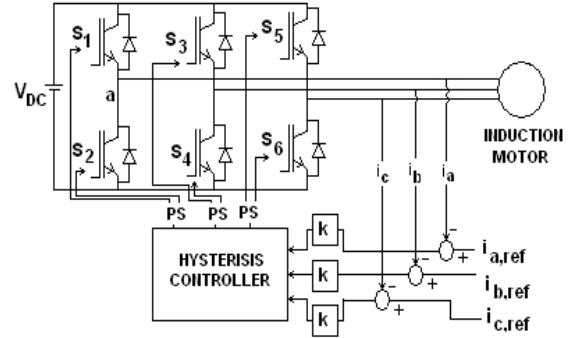 S1
S3
S5
VDC
a
S2
S4
S6
INDUCTION
MOTOR
ic
ib
ia
PS
PS
PS
HYSTERISIS
CONTROLLER
k
k
k
−
+
ia,ref
−
+
ib,ref
−
+
ic,ref